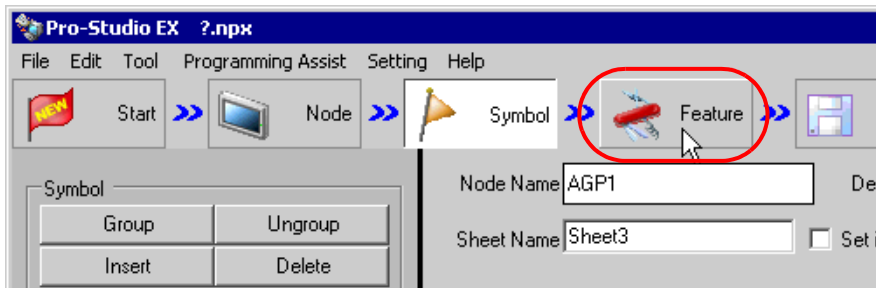 Pro-Studio EX ?.npx
File Edit Tool Programming Assist Setting Help
NEW Start Node Symbol Feature
Symbol
Node Name AGP1
Group Ungroup
Sheet Name Sheet3
Insert Delete